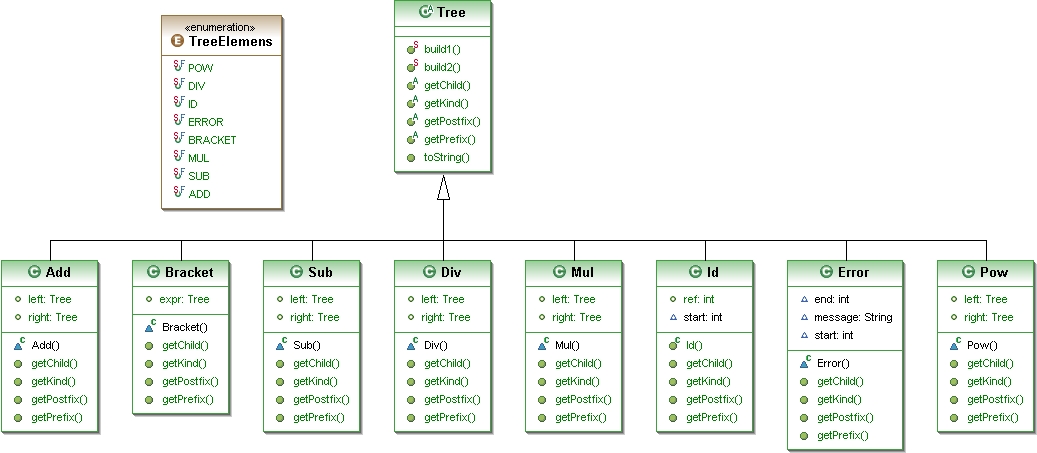 «enumeration»
TreeElemens
POW
DIV
ID
ERROR
BRACKET
MUL
SUB
ADD
Tree
build1()
build2()
getChild()
getKind()
getPostfix()
getPrefix()
toString()
Add
left: Tree
right: Tree
Add()
getChild()
getKind()
getPostfix()
getPrefix()
Bracket
expr: Tree
Bracket()
getChild()
getKind()
getPostfix()
getPrefix()
Sub
left: Tree
right: Tree
Sub()
getChild()
getKind()
getPostfix()
getPrefix()
Div
left: Tree
right: Tree
Div()
getChild()
getKind()
getPostfix()
getPrefix()
Mul
left: Tree
right: Tree
Mul()
getChild()
getKind()
getPostfix()
getPrefix()
Id
ref: int
start: int
Id()
getChild()
getKind()
getPostfix()
getPrefix()
Error
end: int
message: String
start: int
Error()
getChild()
getKind()
getPostfix()
getPrefix()
Pow
left: Tree
right: Tree
Pow()
getChild()
getKind()
getPostfix()
getPrefix()